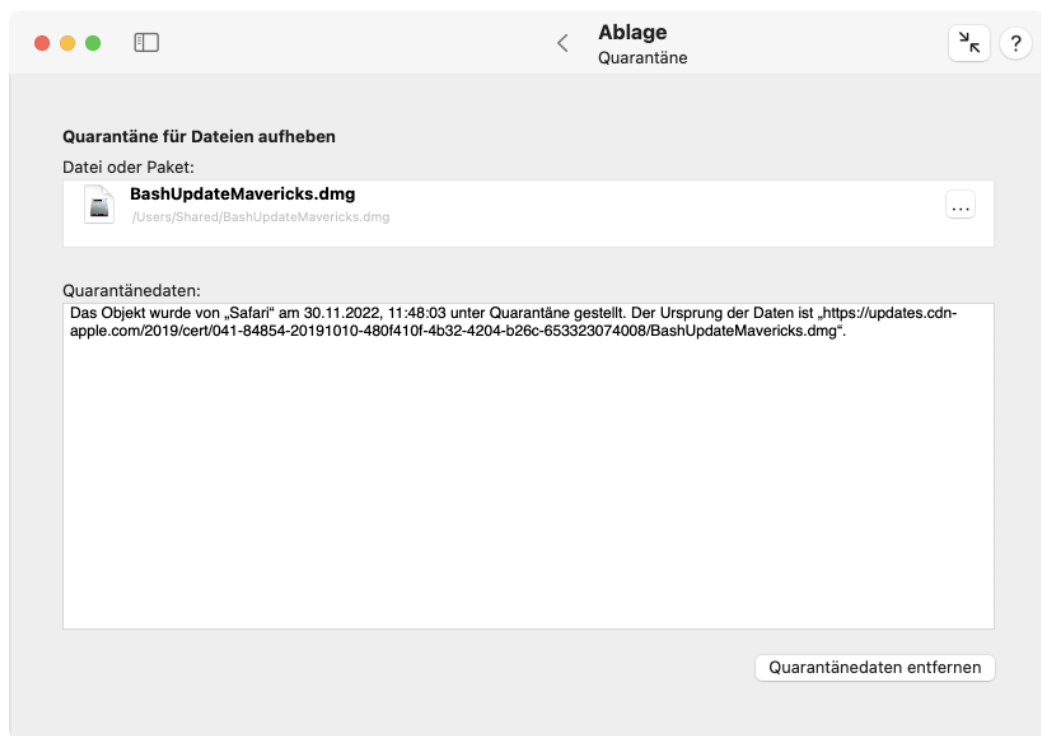 Ablage
Quarantäne
?
Quarantäne für Dateien aufheben
Datei oder Paket:
BashUpdateMavericks.dmg
/Users/Shared/BashUpdateMavericks.dmg
...
Quarantänedaten:
Das Objekt wurde von „Safari“ am 30.11.2022, 11:48:03 unter Quarantäne gestellt. Der Ursprung der Daten ist „https://updates.cdn-
apple.com/2019/cert/041-84854-20191010-480f410f-4b32-4204-b26c-653323074008/BashUpdateMavericks.dmg“.
Quarantänedaten entfernen